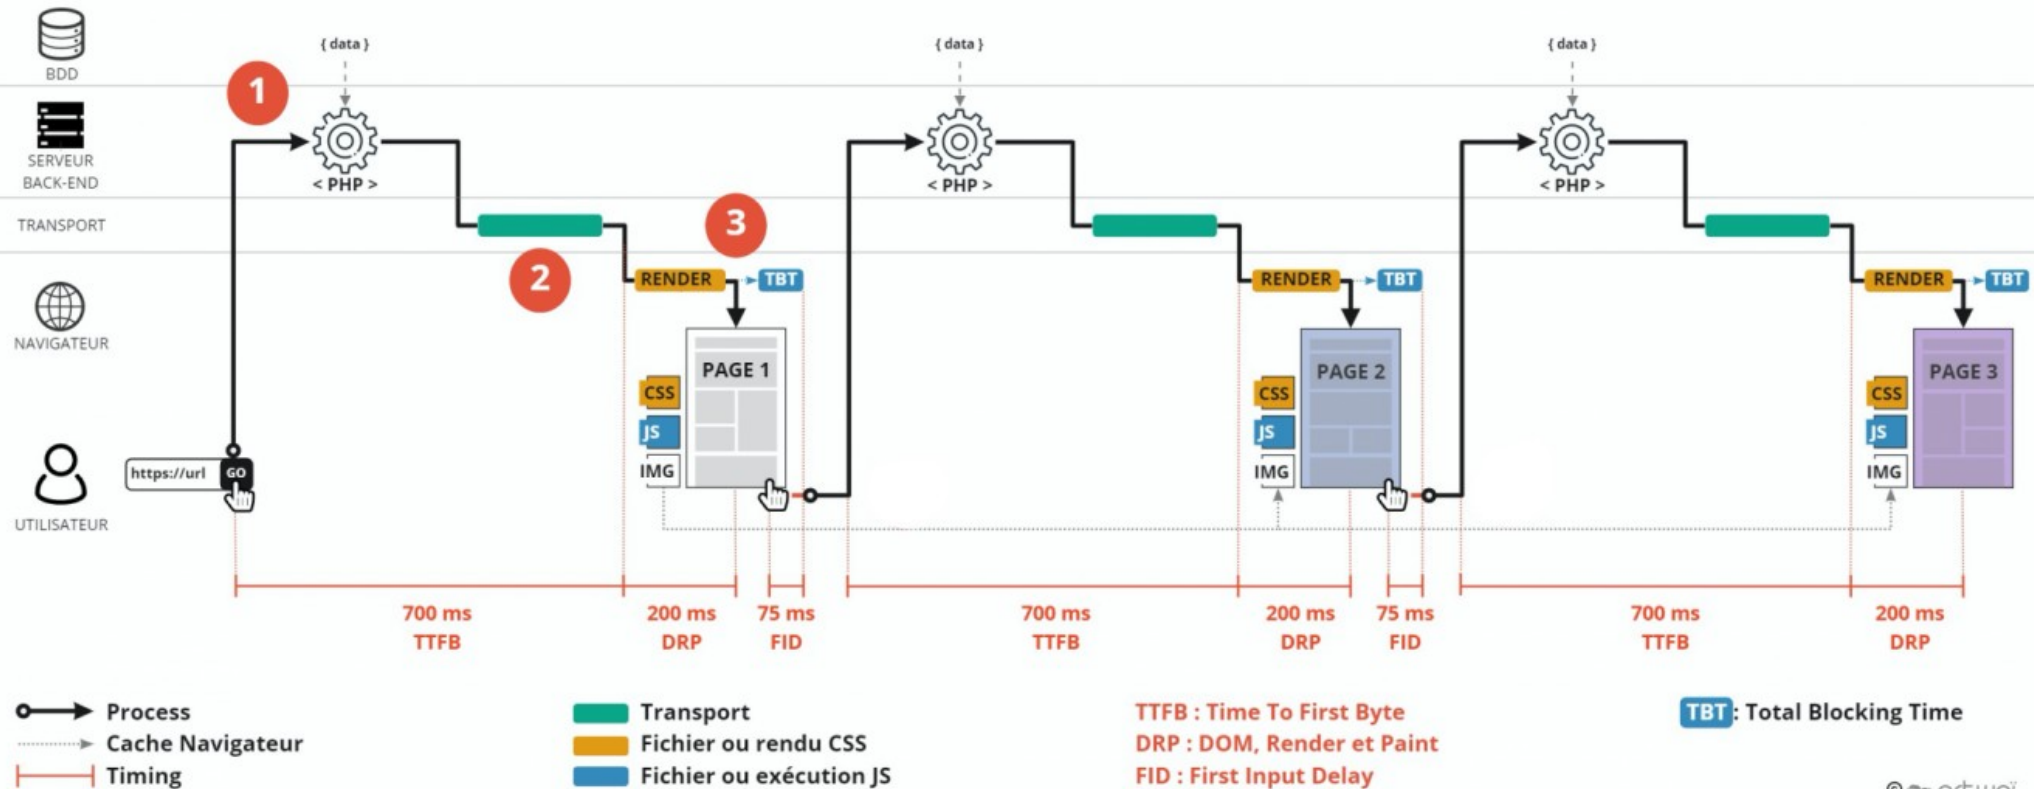 BDD
{ data }
{ data }
{ data }
1
SERVEUR
BACK-END
< PHP >
< PHP >
< PHP >
TRANSPORT
2
3
NAVIGATEUR
RENDER
TBT
RENDER
TBT
RENDER
TBT
PAGE 1
PAGE 2
PAGE 3
CSS
JS
IMG
CSS
JS
IMG
CSS
JS
IMG
UTILISATEUR
https://url GO
700 ms
TTFB
200 ms
DRP
75 ms
FID
700 ms
TTFB
200 ms
DRP
75 ms
FID
700 ms
TTFB
200 ms
DRP
Process
Cache Navigateur
Timing
Transport
Fichier ou rendu CSS
Fichier ou exécution JS
TTFB : Time To First Byte
DRP : DOM, Render et Paint
FID : First Input Delay
TBT : Total Blocking Time